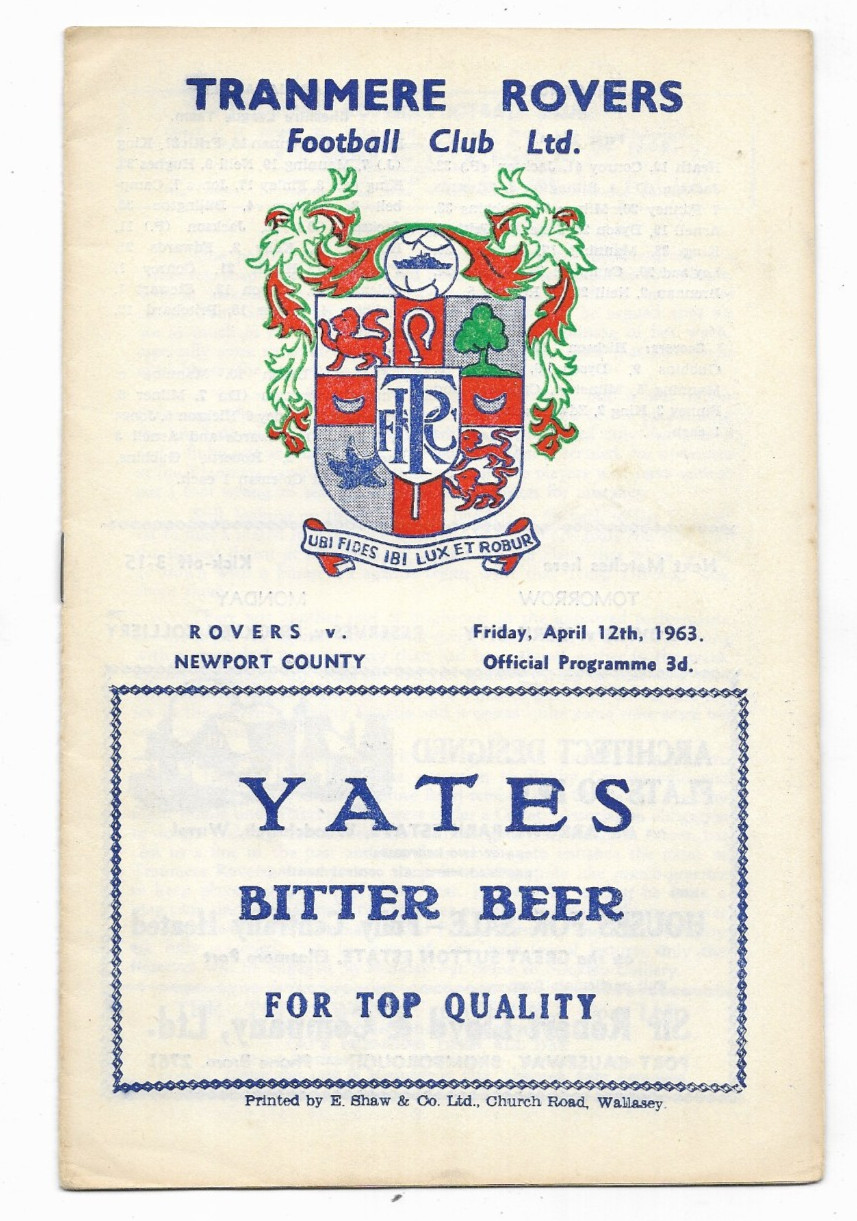 TRANMERE ROVERS
Football Club Ltd.
TRFC
UBI FIDES IBI LUX ET ROBUR
ROVERS v.
NEWPORT COUNTY
Friday, April 12th, 1963.
Official Programme 3d.
YATES
BITTER BEER
FOR TOP QUALITY
Printed by E. Shaw & Co. Ltd., Church Road, Wallasey.